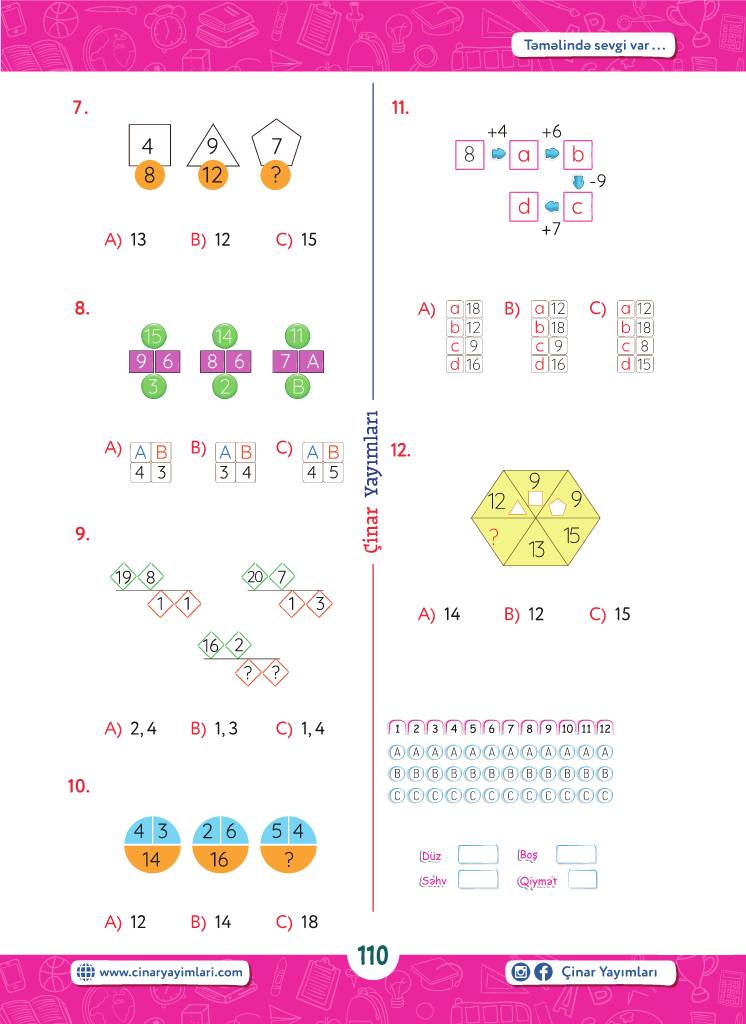 Təməlində sevgi var ...
7.
4 9 7
8 12 ?
A) 13 B) 12 C) 15
8.
15 14 11
9 6 8 6 7 A
3 2 B
A) B) C)
A B A B A B
4 3 3 4 4 5
9.
19 8 20 7
1 1 1 3
16 2
? ?
A) 2, 4 B) 1, 3 C) 1, 4
10.
4 3 2 6 5 4
14 16 ?
A) 12 B) 14 C) 18
Çinar Yayımları
11.
+4 +6
8 a b
-9
d c
+7
A) B) C)
a 18 a 12 a 12
b 12 b 18 b 18
c 9 c 9 c 8
d 16 d 16 d 15
12.
9
12 9
? 15
13
A) 14 B) 12 C) 15
1 2 3 4 5 6 7 8 9 10 11 12
A A A A A A A A A A A A
B B B B B B B B B B B B
C C C C C C C C C C C C
Düz Boş
Səhv Qiymət
www.cinaryayimlari.com
110
Çinar Yayımları